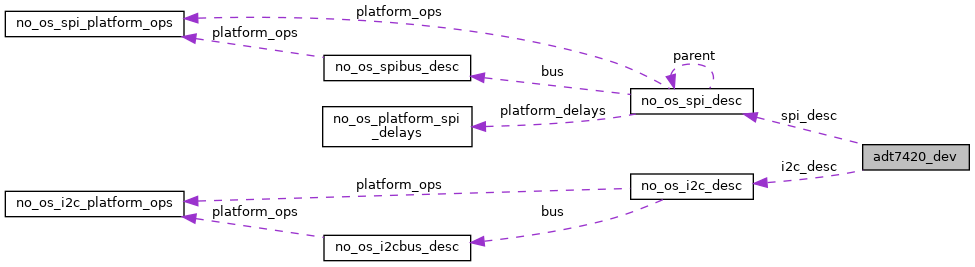 platform_ops
no_os_spi_platform_ops
platform_ops
no_os_spibus_desc
bus
parent
no_os_spi_desc
platform_delays
no_os_platform_spi
_delays
spi_desc
adt7420_dev
i2c_desc
platform_ops
no_os_i2c_desc
no_os_i2c_platform_ops
platform_ops
bus
no_os_i2cbus_desc